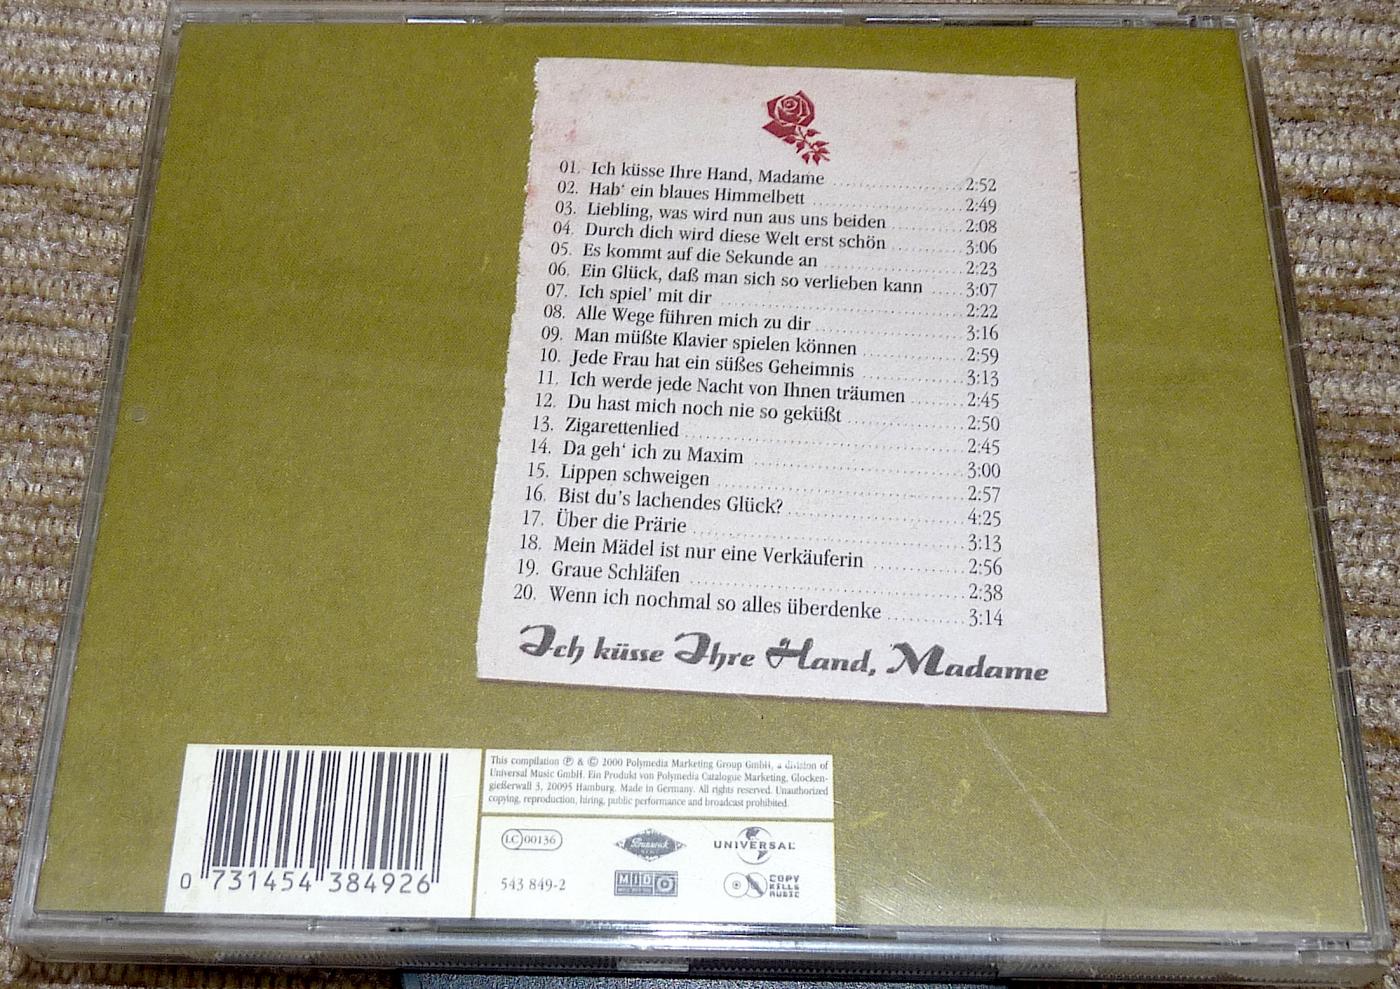 01. Ich küsse Ihre Hand, Madame 2:52
02. Hab' ein blaues Himmelbett 2:49
03. Liebling, was wird nun aus uns beiden 2:08
04. Durch dich wird diese Welt erst schön 3:06
05. Es kommt auf die Sekunde an 2:23
06. Ein Glück, daß man sich so verlieben kann 3:07
07. Ich spiel' mit dir 2:22
08. Alle Wege führen mich zu dir 3:16
09. Man müßte Klavier spielen können 2:59
10. Jede Frau hat ein süßes Geheimnis 3:13
11. Ich werde jede Nacht von Ihnen träumen 2:45
12. Du hast mich noch nie so geküßt 2:50
13. Zigarettenlied 2:45
14. Da geh' ich zu Maxim 3:00
15. Lippen schweigen 2:57
16. Bist du's lachendes Glück? 4:25
17. Über die Prärie 3:13
18. Mein Mädel ist nur eine Verkäuferin 2:56
19. Graue Schläfen 2:38
20. Wenn ich nochmal so alles überdenke 3:14
Ich küsse Ihre Hand, Madame
This compilation ℗ & © 2000 Polymedia Marketing Group GmbH, a division of
Universal Music GmbH. Ein Produkt von Polymedia Catalogue Marketing, Glocken-
gießerwall 3, 20095 Hamburg. Made in Germany. All rights reserved. Unauthorized
copying, reproduction, hiring, public performance and broadcast prohibited.
LC 00136
Brunswick
UNIVERSAL
543 849-2
MID
COPY
KILLS
MUSIC
0 731454 384926